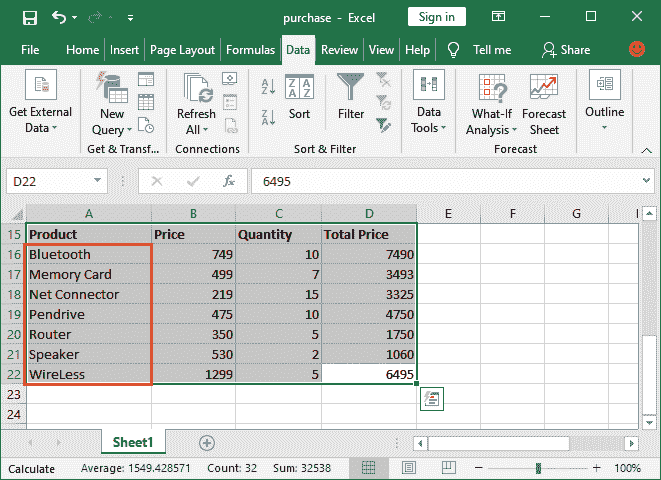 purchase - Excel
Sign in
File Home Insert Page Layout Formulas Data Review View Help Tell me Share
Get External Data
New Query
Refresh All
Sort
Filter
Data Tools
What-If Analysis
Forecast Sheet
Outline
Get & Transf... Connections Sort & Filter Forecast
D22 fx 6495
A B C D E F G
15 Product Price Quantity Total Price
16 Bluetooth 749 10 7490
17 Memory Card 499 7 3493
18 Net Connector 219 15 3325
19 Pendrive 475 10 4750
20 Router 350 5 1750
21 Speaker 530 2 1060
22 WireLess 1299 5 6495
23
24
Sheet1
Calculate Average: 1549.428571 Count: 32 Sum: 32538 100%